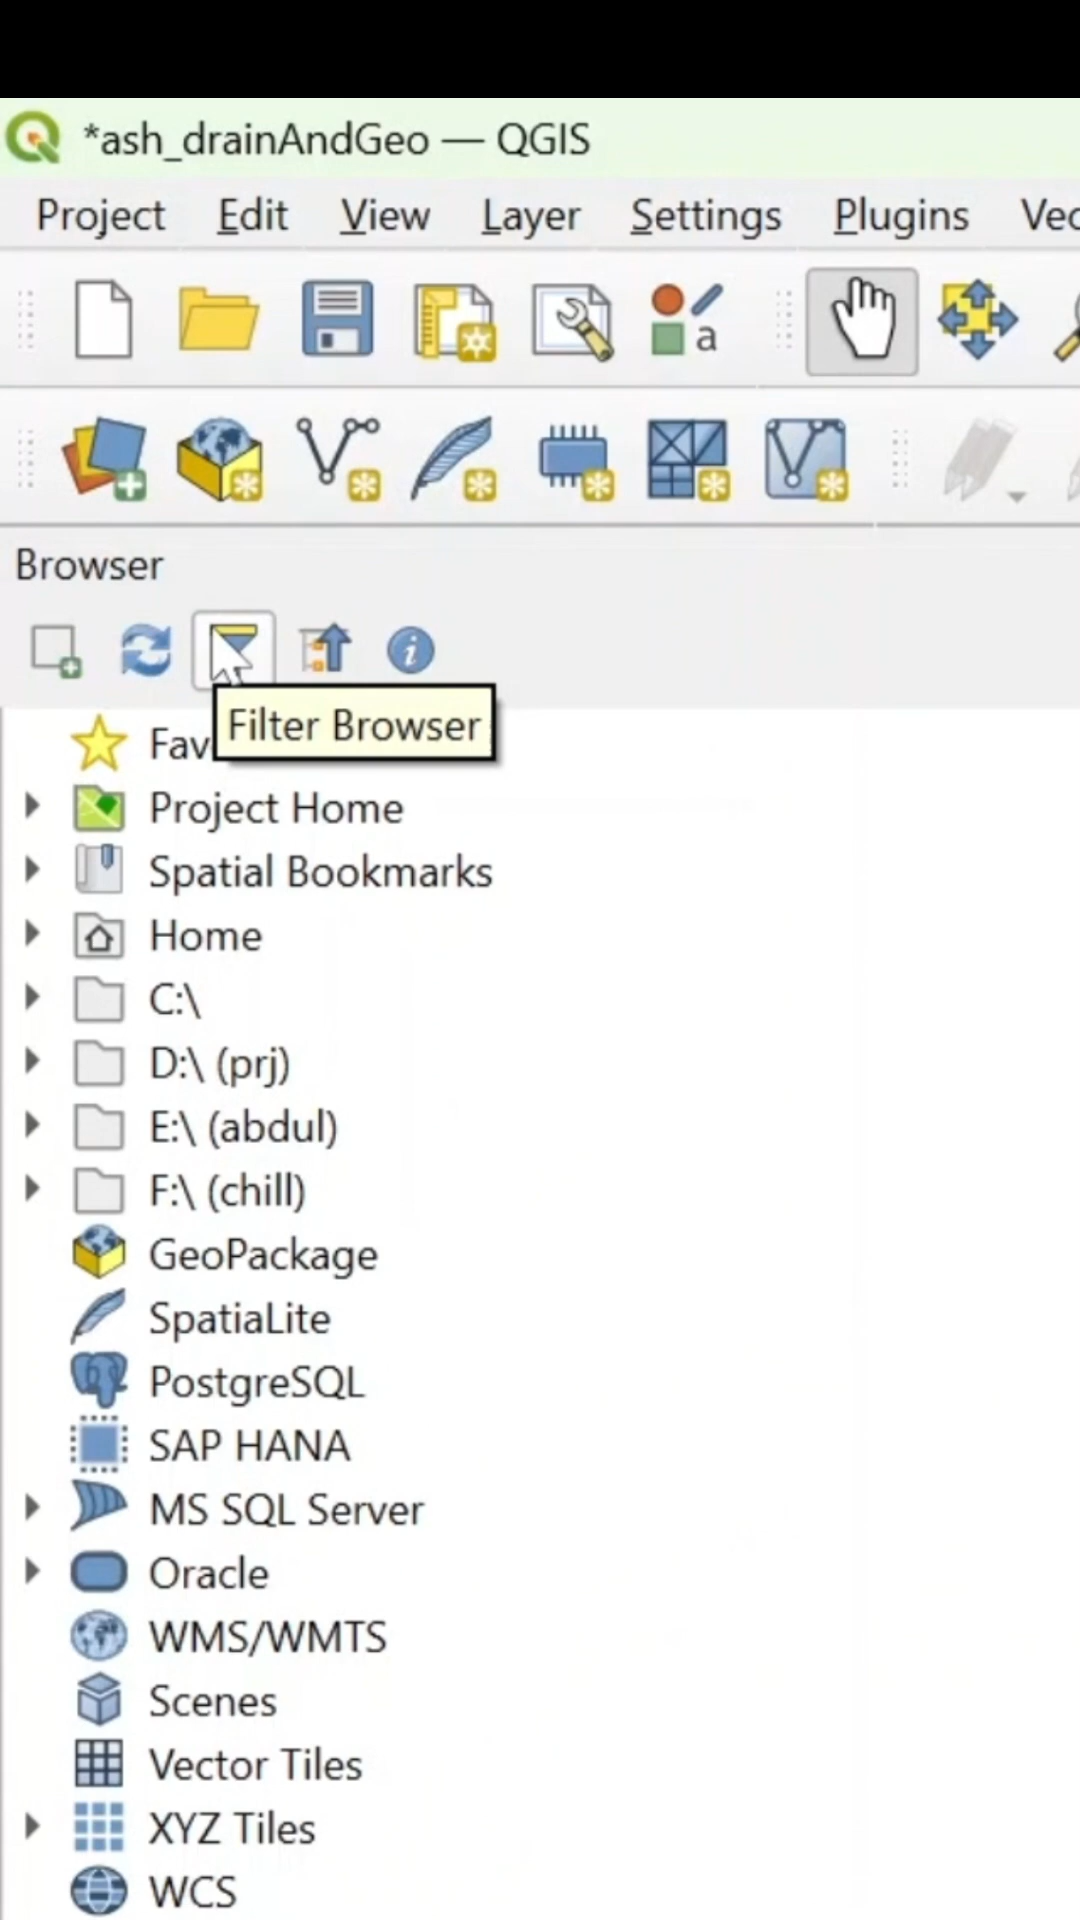 *ash_drainAndGeo — QGIS
Project Edit View Layer Settings Plugins
a
Browser
Filter Browser
Project Home
Spatial Bookmarks
Home
C:\
D:\ (prj)
E:\ (abdul)
F:\ (chill)
GeoPackage
SpatiaLite
PostgreSQL
SAP HANA
MS SQL Server
Oracle
WMS/WMTS
Scenes
Vector Tiles
XYZ Tiles
WCS